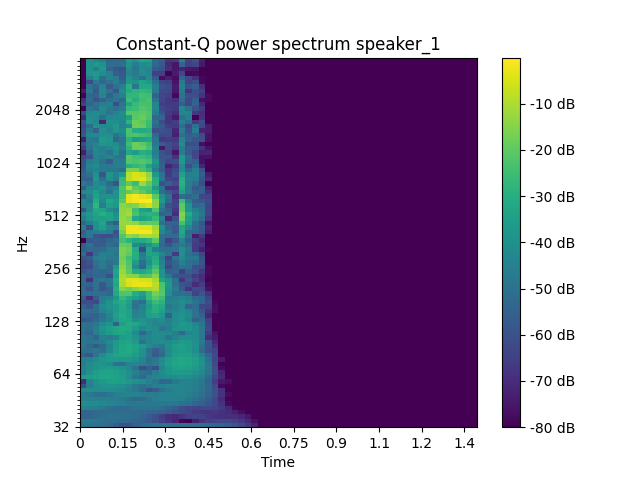 Constant-Q power spectrum speaker_1
Hz
2048
1024
512
256
128
64
32
0 0.15 0.3 0.45 0.6 0.75 0.9 1.1 1.2 1.4
Time
-10 dB
-20 dB
-30 dB
-40 dB
-50 dB
-60 dB
-70 dB
-80 dB